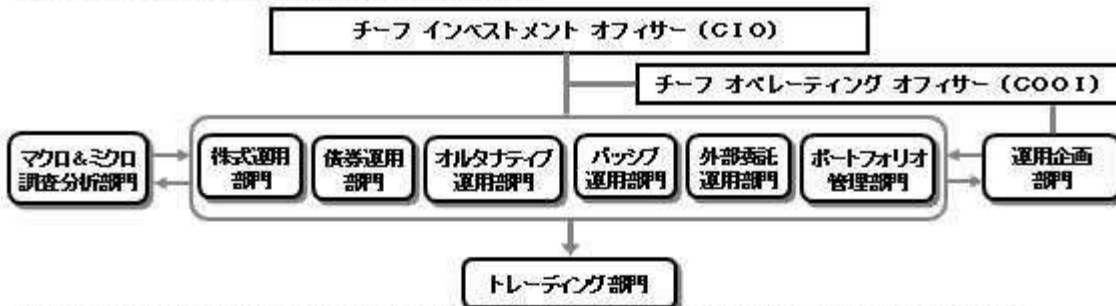 チーフ インベストメント オフィサー (CIO)
チーフ オペレーティング オフィサー (COOI)
マクロ&ミクロ
調査分析部門
株式運用
部門
債券運用
部門
オルタナティブ
運用部門
パッシブ
運用部門
外部委託
運用部門
ポートフォリオ
管理部門
運用企画
部門
トレーディング部門